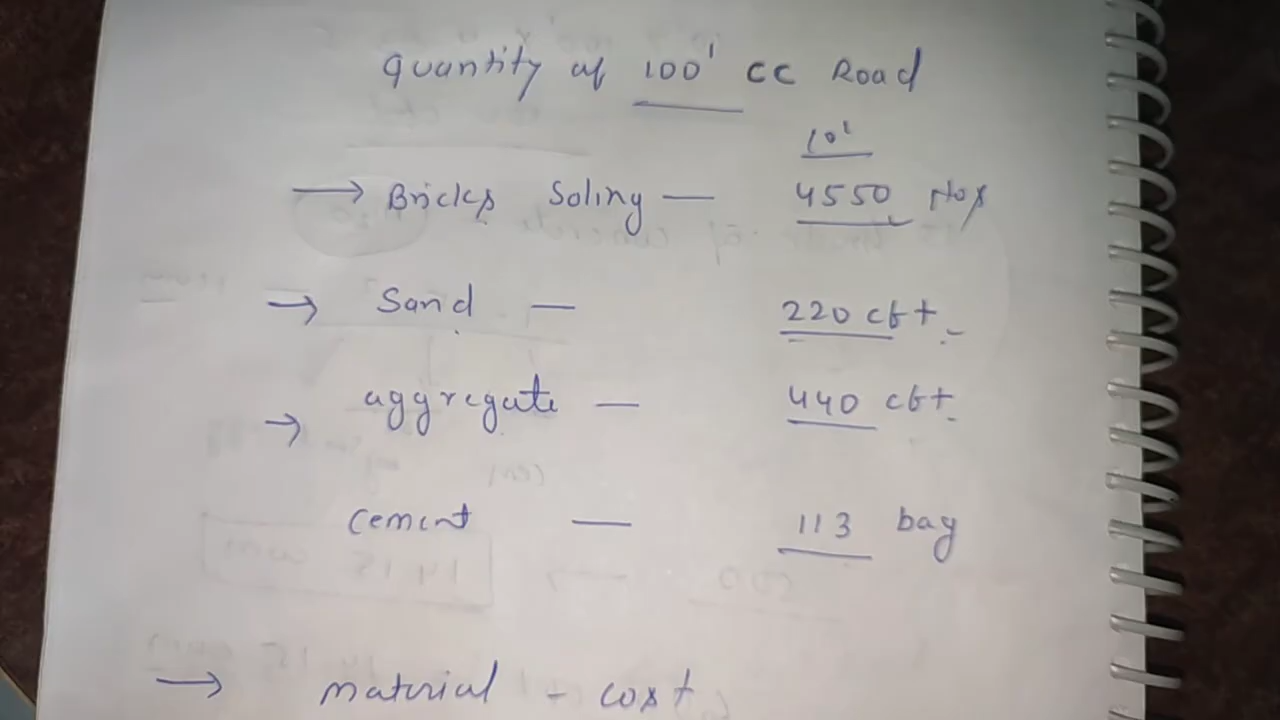 quantity of 100' CC Road
10'
→ Bricks Soling — 4550 Nos
→ Sand — 220 cft.
→ aggregate — 440 cft.
cement — 113 bag
→ material - cost